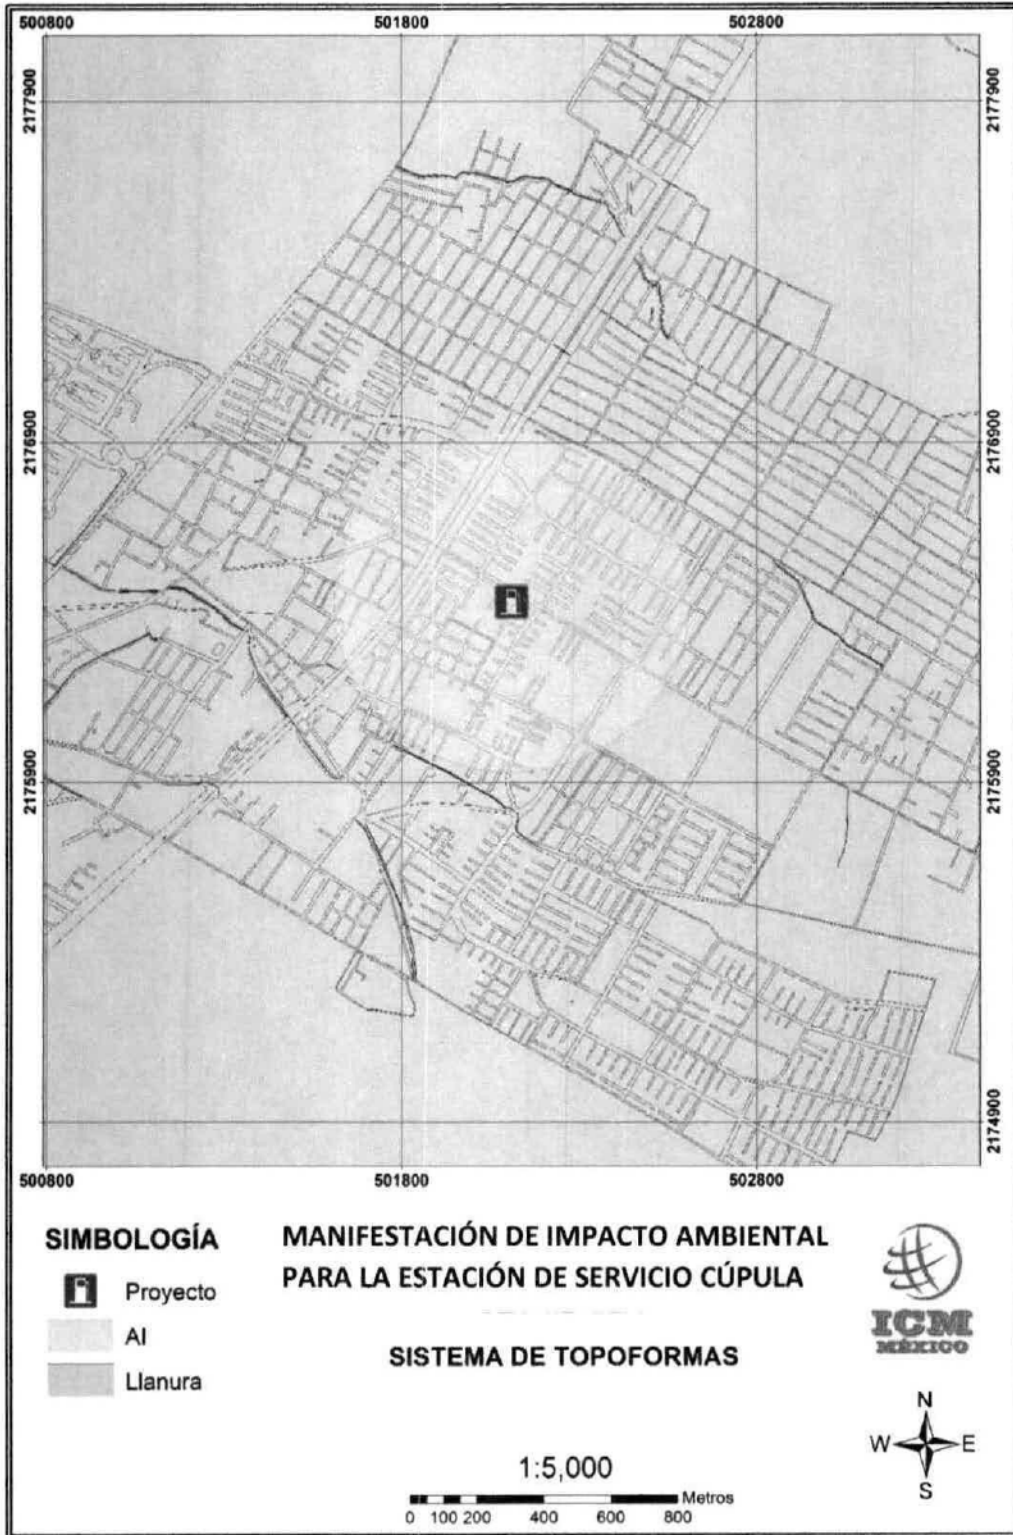 500800 501800 502800
2177900 2177900
2176900 2176900
2175900 2175900
2174900
500800 501800 502800
SIMBOLOGÍA
Proyecto
AI
Llanura
MANIFESTACIÓN DE IMPACTO AMBIENTAL
PARA LA ESTACIÓN DE SERVICIO CÚPULA
SISTEMA DE TOPOFORMAS
ICM
MÉXICO
N
W E
S
1:5,000
Metros
0 100 200 400 600 800